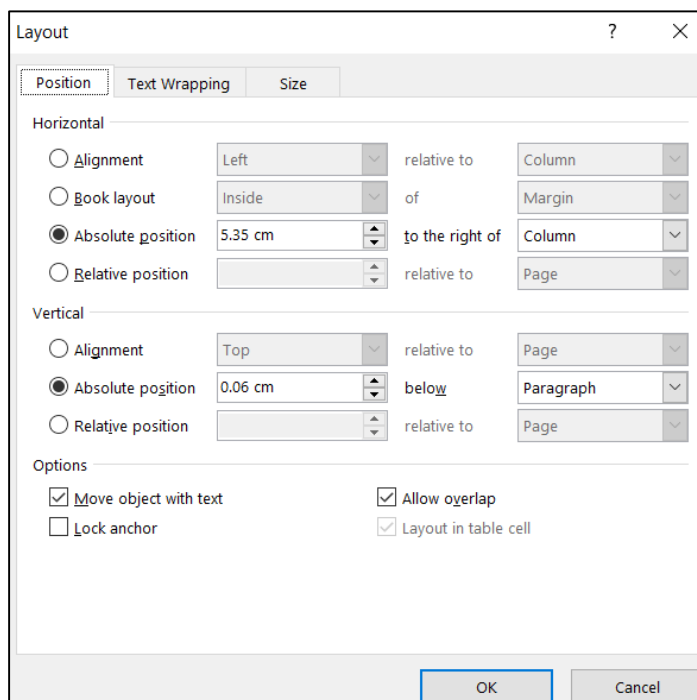 Layout ?
Position Text Wrapping Size
Horizontal
Alignment Left relative to Column
Book layout Inside of Margin
Absolute position 5.35 cm to the right of Column
Relative position relative to Page
Vertical
Alignment Top relative to Page
Absolute position 0.06 cm below Paragraph
Relative position relative to Page
Options
Move object with text Allow overlap
Lock anchor Layout in table cell
OK Cancel